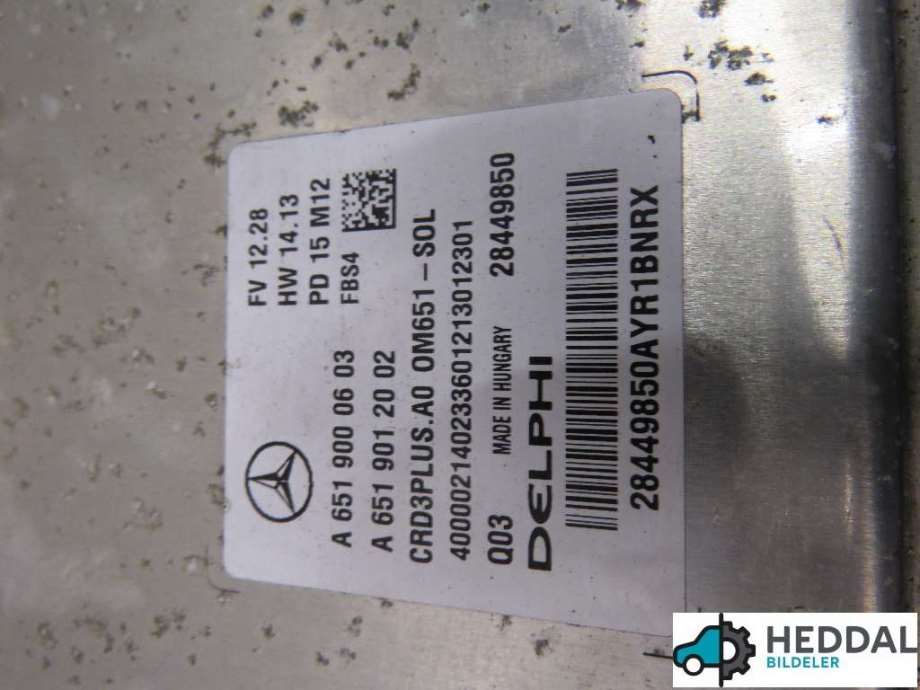 FV 12.28
HW 14.13
PD 15 M12
FBS4
A 651 900 06 03
A 651 901 20 02
CRD3PLUS.A0 OM651-SOL
400002140233601213012301
Q03 MADE IN HUNGARY 28449850
DELPHI
28449850AYR1BNRX
HEDDAL
BILDELER